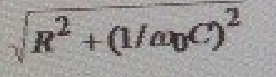 √R² + (1/ω₀C)²